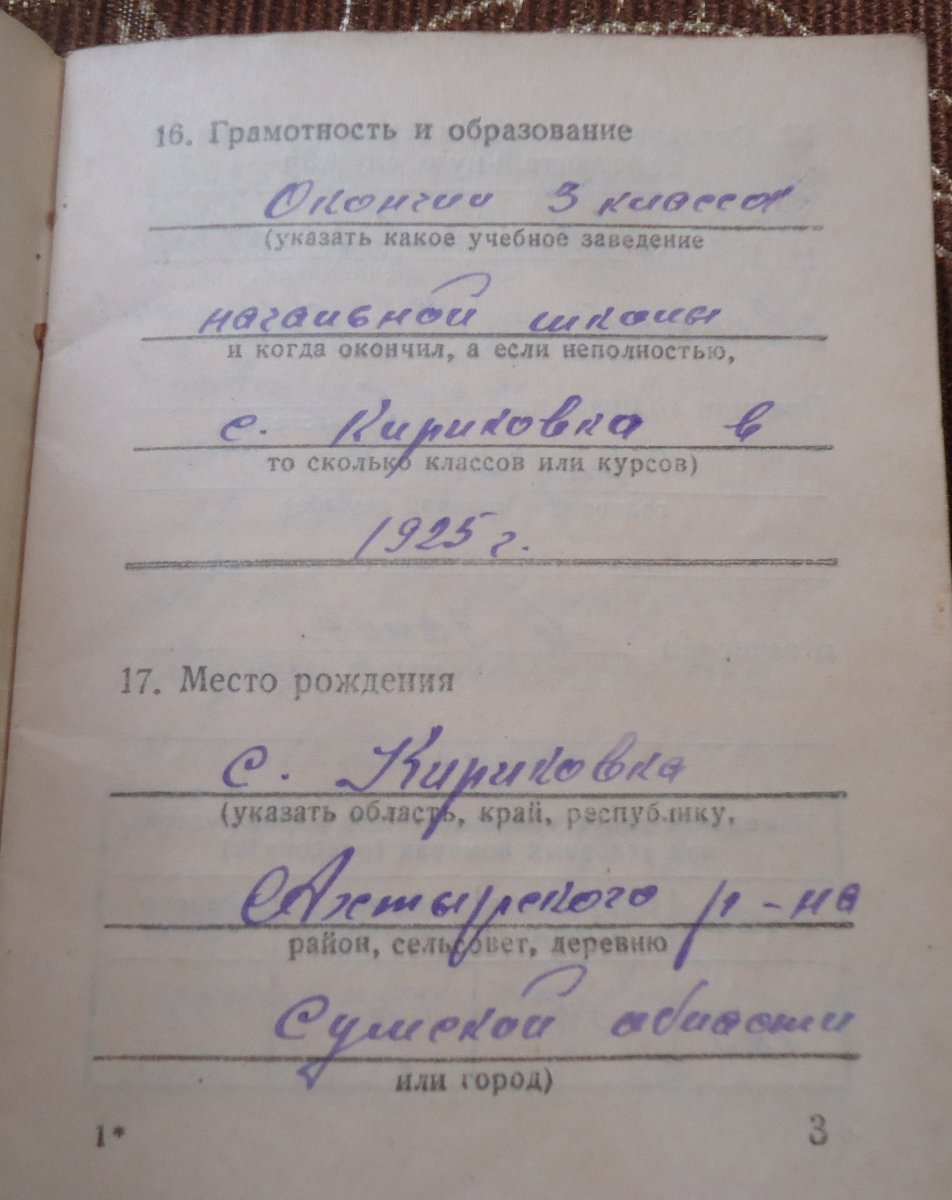 16. Грамотность и образование
Окончил 3 класса
(указать какое учебное заведение
начальной школы
и когда окончил, а если неполностью,
с. Кириковка в
то сколько классов или курсов)
1925 г.
17. Место рождения
с. Кириковка
(указать область, край, республику,
Ахтырского р-на
район, сельсовет, деревню
Сумской области
или город)
1*
3